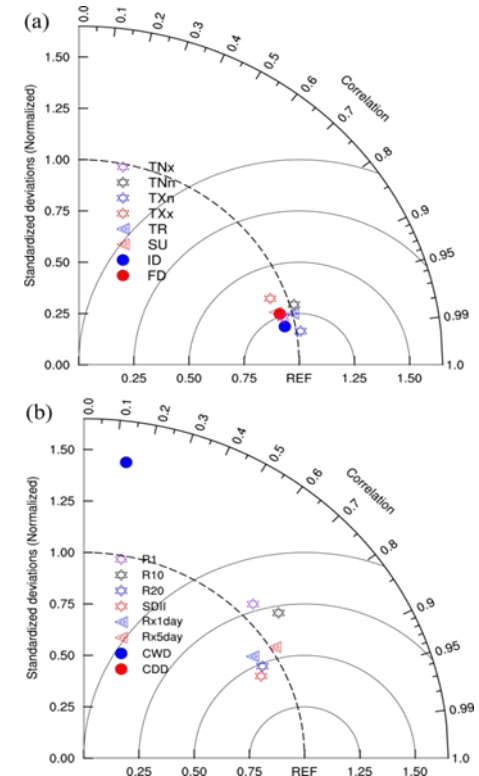 (a)
0.0 0.1 0.2 0.3 0.4 0.5 0.6 0.7 0.8 0.9 0.95 0.99 1.0
Correlation
Standardized deviations (Normalized)
1.50
1.25
1.00
0.75
0.50
0.25
0.00
TNx
TNn
TXn
TXx
TR
SU
ID
FD
0.25 0.50 0.75 REF 1.25 1.50
(b)
0.0 0.1 0.2 0.3 0.4 0.5 0.6 0.7 0.8 0.9 0.95 0.99 1.0
Correlation
Standardized deviations (Normalized)
1.50
1.25
1.00
0.75
0.50
0.25
0.00
R1
R10
R20
SDII
Rx1day
Rx5day
CWD
CDD
0.25 0.50 0.75 REF 1.25 1.50